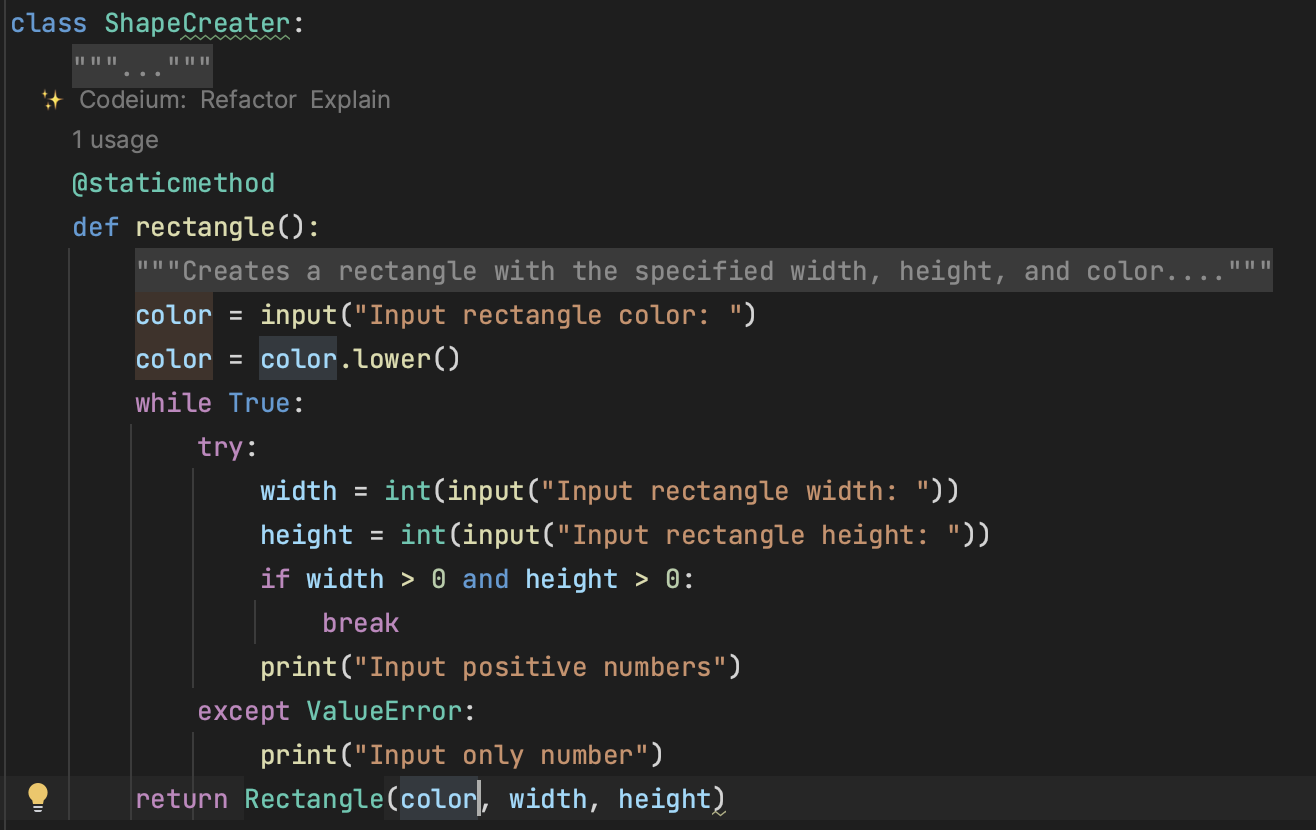 class ShapeCreater:
"""..."""
✨ Codeium: Refactor Explain
1 usage
@staticmethod
def rectangle():
"""Creates a rectangle with the specified width, height, and color...."""
color = input("Input rectangle color: ")
color = color.lower()
while True:
try:
width = int(input("Input rectangle width: "))
height = int(input("Input rectangle height: "))
if width > 0 and height > 0:
break
print("Input positive numbers")
except ValueError:
print("Input only number")
return Rectangle(color, width, height)